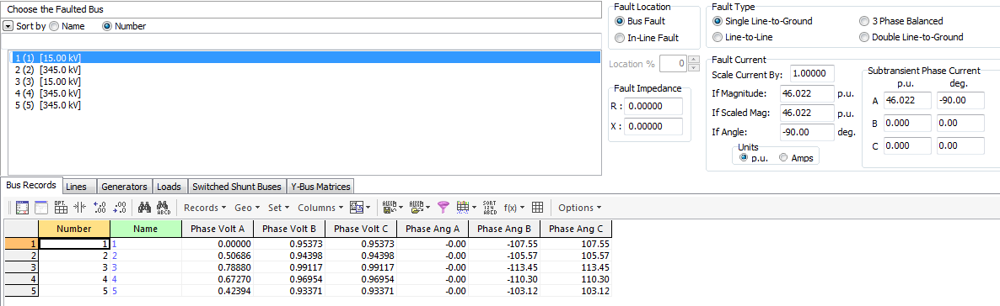 Choose the Faulted Bus
Sort by Name Number
1 (1) [15.00 kV]
2 (2) [345.0 kV]
3 (3) [15.00 kV]
4 (4) [345.0 kV]
5 (5) [345.0 kV]
Fault Location
Bus Fault
In-Line Fault
Location % 0
Fault Impedance
R : 0.00000
X : 0.00000
Fault Type
Single Line-to-Ground 3 Phase Balanced
Line-to-Line Double Line-to-Ground
Fault Current
Scale Current By: 1.00000
If Magnitude: 46.022 p.u.
If Scaled Mag: 46.022 p.u.
If Angle: -90.00 deg.
Units
p.u. Amps
Subtransient Phase Current
p.u. deg.
A 46.022 -90.00
B 0.000 0.00
C 0.000 0.00
Bus Records Lines Generators Loads Switched Shunt Buses Y-Bus Matrices
OPT. .00 .0 ABCD Records Geo Set Columns AUXB AUXB SORT 124 ABCD f(x) Options
Number Name Phase Volt A Phase Volt B Phase Volt C Phase Ang A Phase Ang B Phase Ang C
1 1 1 0.00000 0.95373 0.95373 -0.00 -107.55 107.55
2 2 2 0.50686 0.94398 0.94398 -0.00 -105.57 105.57
3 3 3 0.78880 0.99117 0.99117 -0.00 -113.45 113.45
4 4 4 0.67270 0.96954 0.96954 -0.00 -110.30 110.30
5 5 5 0.42394 0.93371 0.93371 -0.00 -103.12 103.12